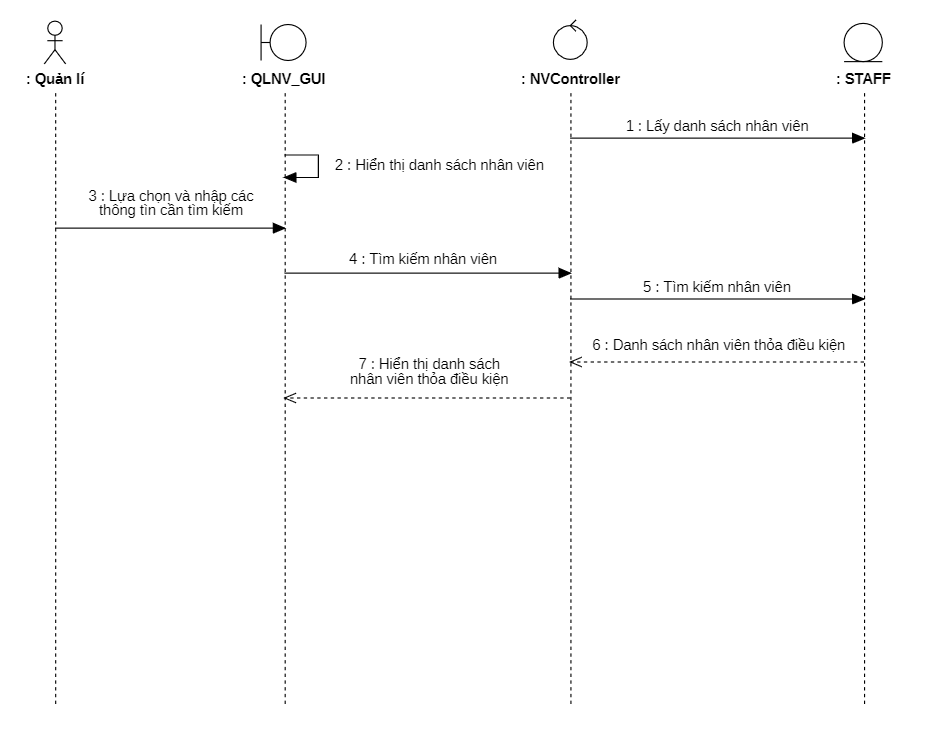 : Quản lí
: QLNV_GUI
: NVController
: STAFF
1 : Lấy danh sách nhân viên
2 : Hiển thị danh sách nhân viên
3 : Lựa chọn và nhập các
thông tìn cần tìm kiếm
4 : Tìm kiếm nhân viên
5 : Tìm kiếm nhân viên
6 : Danh sách nhân viên thỏa điều kiện
7 : Hiển thị danh sách
nhân viên thỏa điều kiện